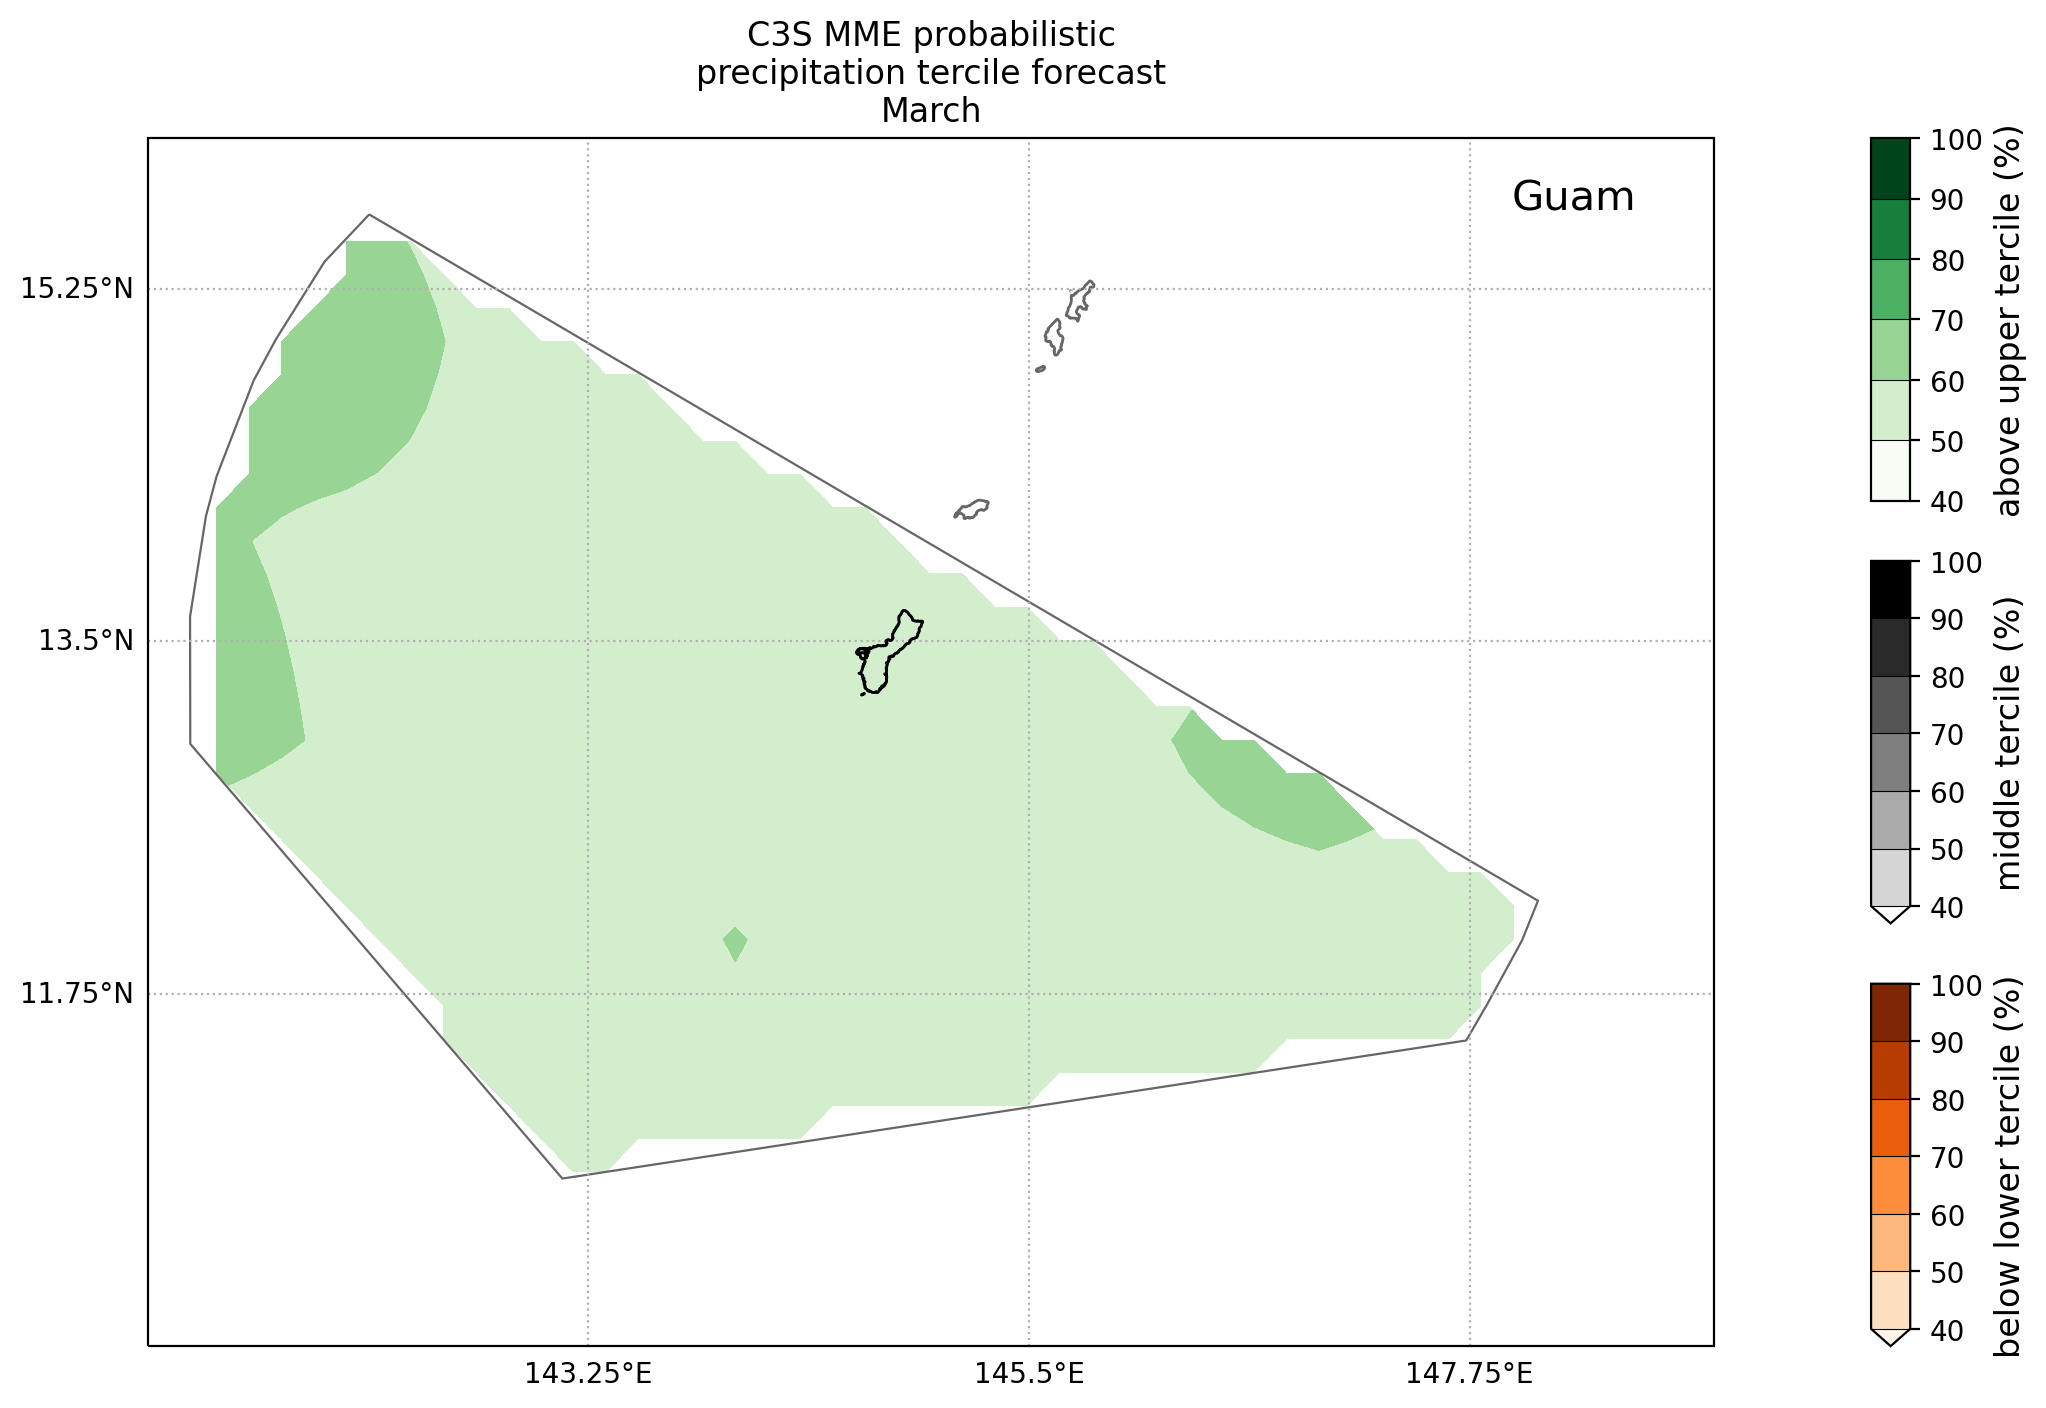 C3S MME probabilistic
precipitation tercile forecast
March
Guam
15.25°N
13.5°N
11.75°N
143.25°E
145.5°E
147.75°E
100
90
80
70
60
50
40
above upper tercile (%)
100
90
80
70
60
50
40
middle tercile (%)
100
90
80
70
60
50
40
below lower tercile (%)